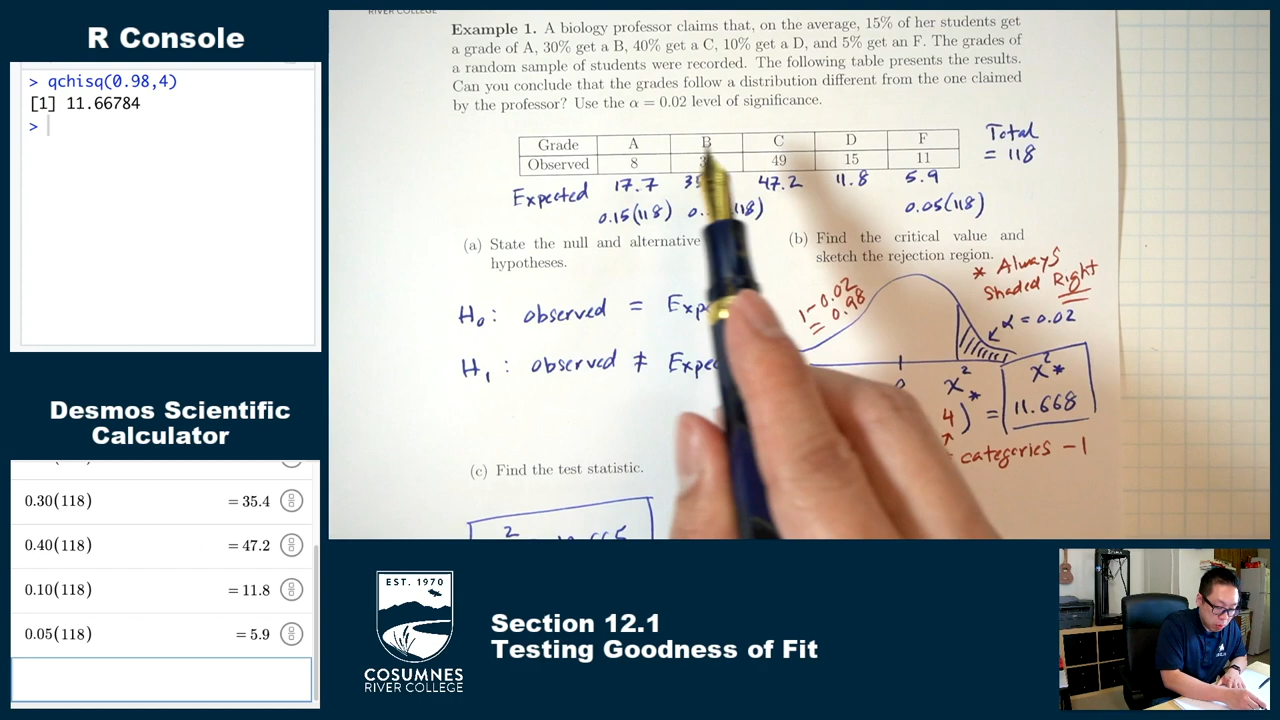 R Console
> qchisq(0.98,4)
[1] 11.66784
>
Desmos Scientific
Calculator
0.30(118) = 35.4
0.40(118) = 47.2
0.10(118) = 11.8
0.05(118) = 5.9
RIVER COLLEGE
Example 1. A biology professor claims that, on the average, 15% of her students get
a grade of A, 30% get a B, 40% get a C, 10% get a D, and 5% get an F. The grades of
a random sample of students were recorded. The following table presents the results.
Can you conclude that the grades follow a distribution different from the one claimed
by the professor? Use the α = 0.02 level of significance.
Grade A B C D F
Observed 8 49 15 11
Total
= 118
Expected 17.7 47.2 11.8 5.9
0.15(118) 0.05(118)
(a) State the null and alternative
hypotheses.
H₀: observed =
H₁: observed ≠
(b) Find the critical value and
sketch the rejection region.
* Always
Shaded Right
1-0.02
= 0.98
α = 0.02
χ²*
χ²*
4) = 11.668
categories -1
(c) Find the test statistic.
EST. 1970
COSUMNES
RIVER COLLEGE
Section 12.1
Testing Goodness of Fit